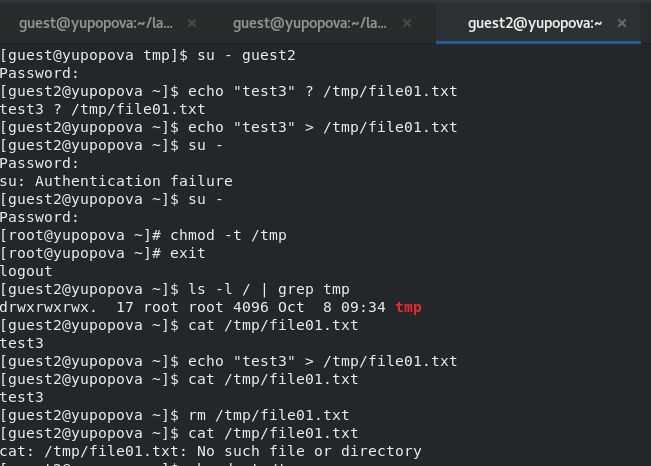 guest@yupopova:~/la...
guest@yupopova:~/la...
guest2@yupopova:~
[guest@yupopova tmp]$ su - guest2
Password:
[guest2@yupopova ~]$ echo "test3" ? /tmp/file01.txt
test3 ? /tmp/file01.txt
[guest2@yupopova ~]$ echo "test3" > /tmp/file01.txt
[guest2@yupopova ~]$ su -
Password:
su: Authentication failure
[guest2@yupopova ~]$ su -
Password:
[root@yupopova ~]# chmod -t /tmp
[root@yupopova ~]# exit
logout
[guest2@yupopova ~]$ ls -l / | grep tmp
drwxrwxrwx.  17 root root 4096 Oct  8 09:34 tmp
[guest2@yupopova ~]$ cat /tmp/file01.txt
test3
[guest2@yupopova ~]$ echo "test3" > /tmp/file01.txt
[guest2@yupopova ~]$ cat /tmp/file01.txt
test3
[guest2@yupopova ~]$ rm /tmp/file01.txt
[guest2@yupopova ~]$ cat /tmp/file01.txt
cat: /tmp/file01.txt: No such file or directory